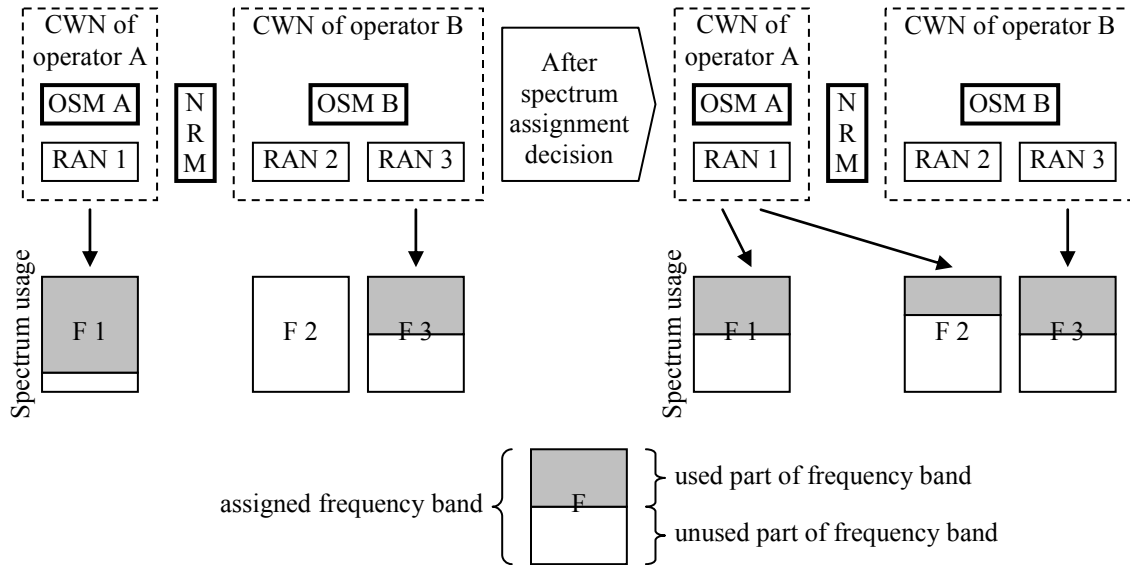 CWN of
operator A
OSM A
RAN 1
N
R
M
CWN of operator B
OSM B
RAN 2
RAN 3
After
spectrum
assignment
decision
CWN of
operator A
OSM A
RAN 1
N
R
M
CWN of operator B
OSM B
RAN 2
RAN 3
Spectrum usage
F 1
F 2
F 3
Spectrum usage
F 1
F 2
F 3
assigned frequency band
F
used part of frequency band
unused part of frequency band